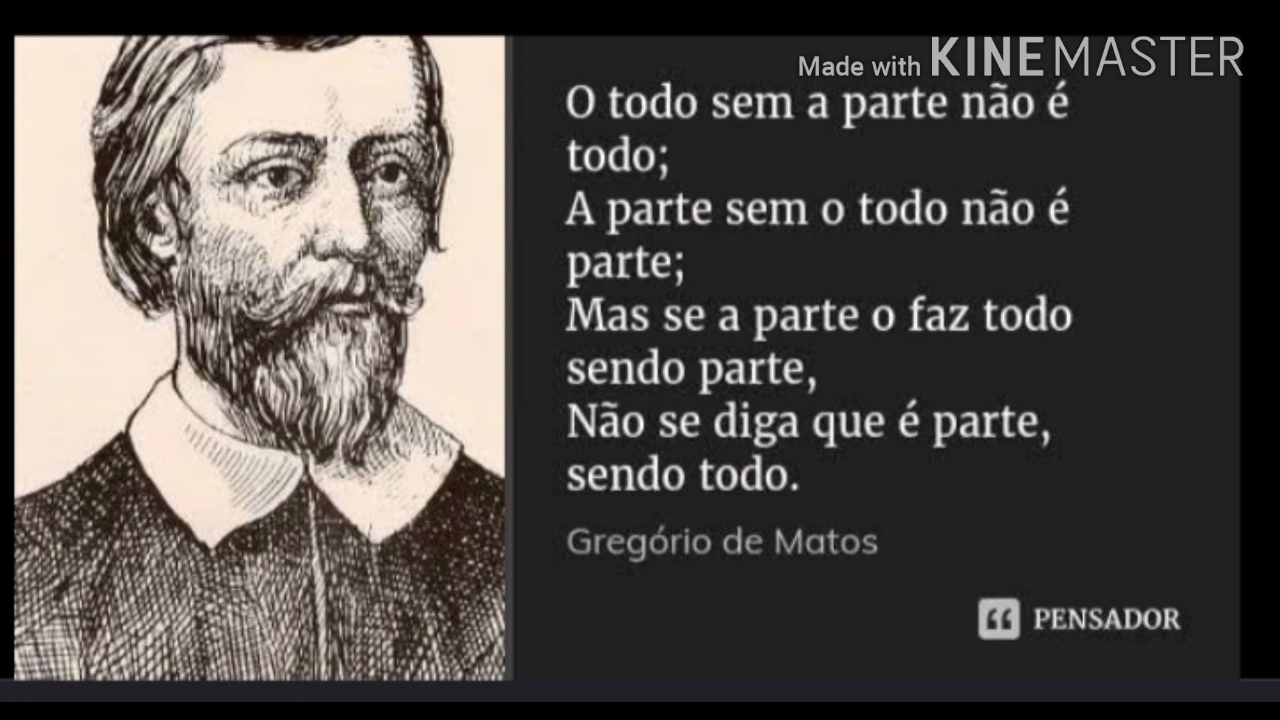 Made with KINEMASTER
O todo sem a parte não é
todo;
A parte sem o todo não é
parte;
Mas se a parte o faz todo
sendo parte,
Não se diga que é parte,
sendo todo.
Gregório de Matos
PENSADOR